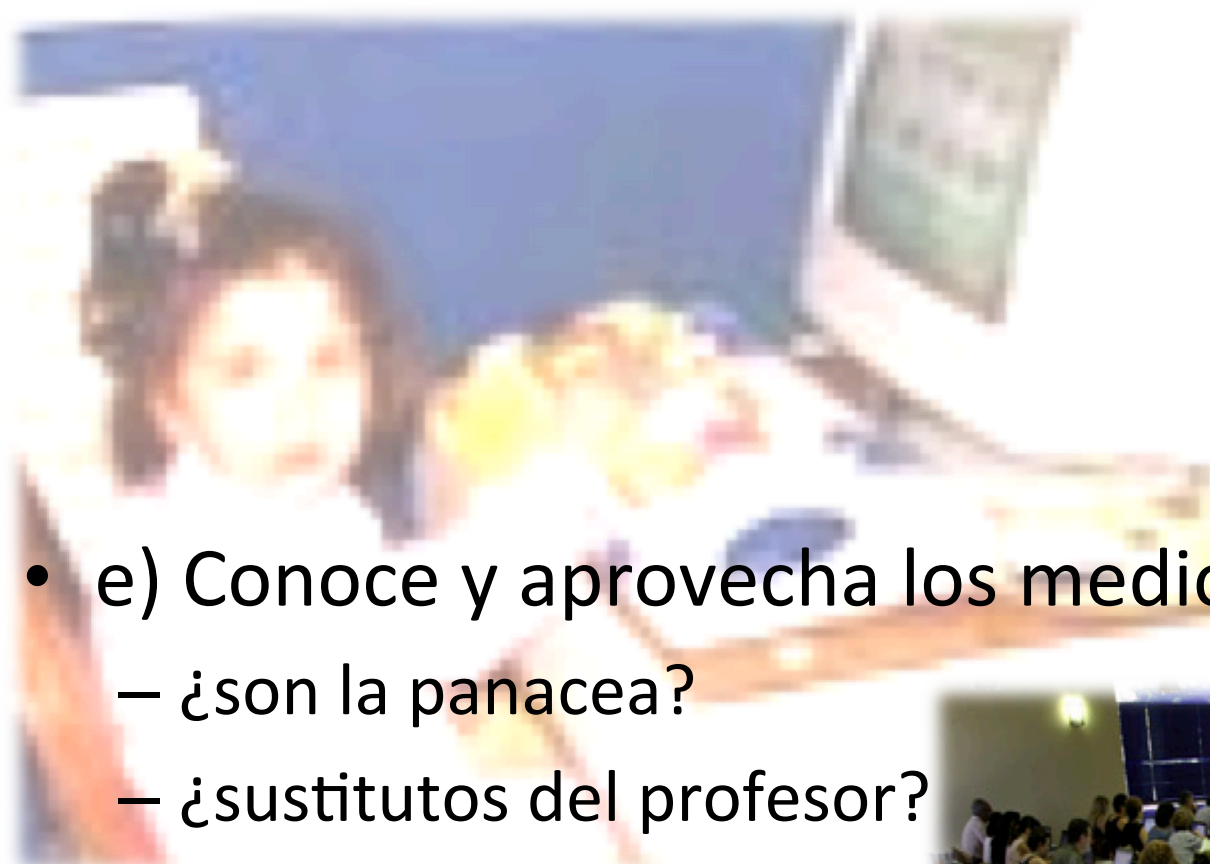 • e) Conoce y aprovecha los
– ¿son la panacea?
– ¿sustitutos del profesor?